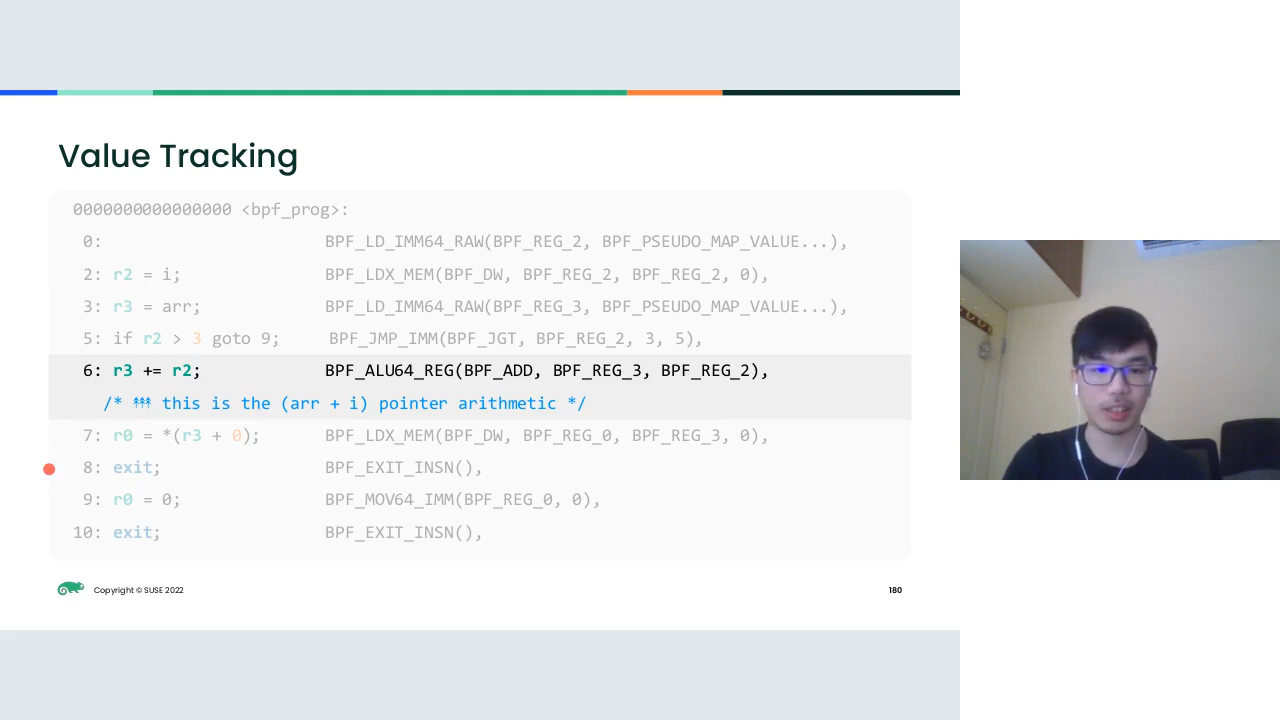 Value Tracking
0000000000000000 <bpf_prog>:
0: BPF_LD_IMM64_RAW(BPF_REG_2, BPF_PSEUDO_MAP_VALUE...),
2: r2 = i; BPF_LDX_MEM(BPF_DW, BPF_REG_2, BPF_REG_2, 0),
3: r3 = arr; BPF_LD_IMM64_RAW(BPF_REG_3, BPF_PSEUDO_MAP_VALUE...),
5: if r2 > 3 goto 9; BPF_JMP_IMM(BPF_JGT, BPF_REG_2, 3, 5),
6: r3 += r2; BPF_ALU64_REG(BPF_ADD, BPF_REG_3, BPF_REG_2),
/* ↑↑↑ this is the (arr + i) pointer arithmetic */
7: r0 = *(r3 + 0); BPF_LDX_MEM(BPF_DW, BPF_REG_0, BPF_REG_3, 0),
8: exit; BPF_EXIT_INSN(),
9: r0 = 0; BPF_MOV64_IMM(BPF_REG_0, 0),
10: exit; BPF_EXIT_INSN(),
Copyright © SUSE 2022
180